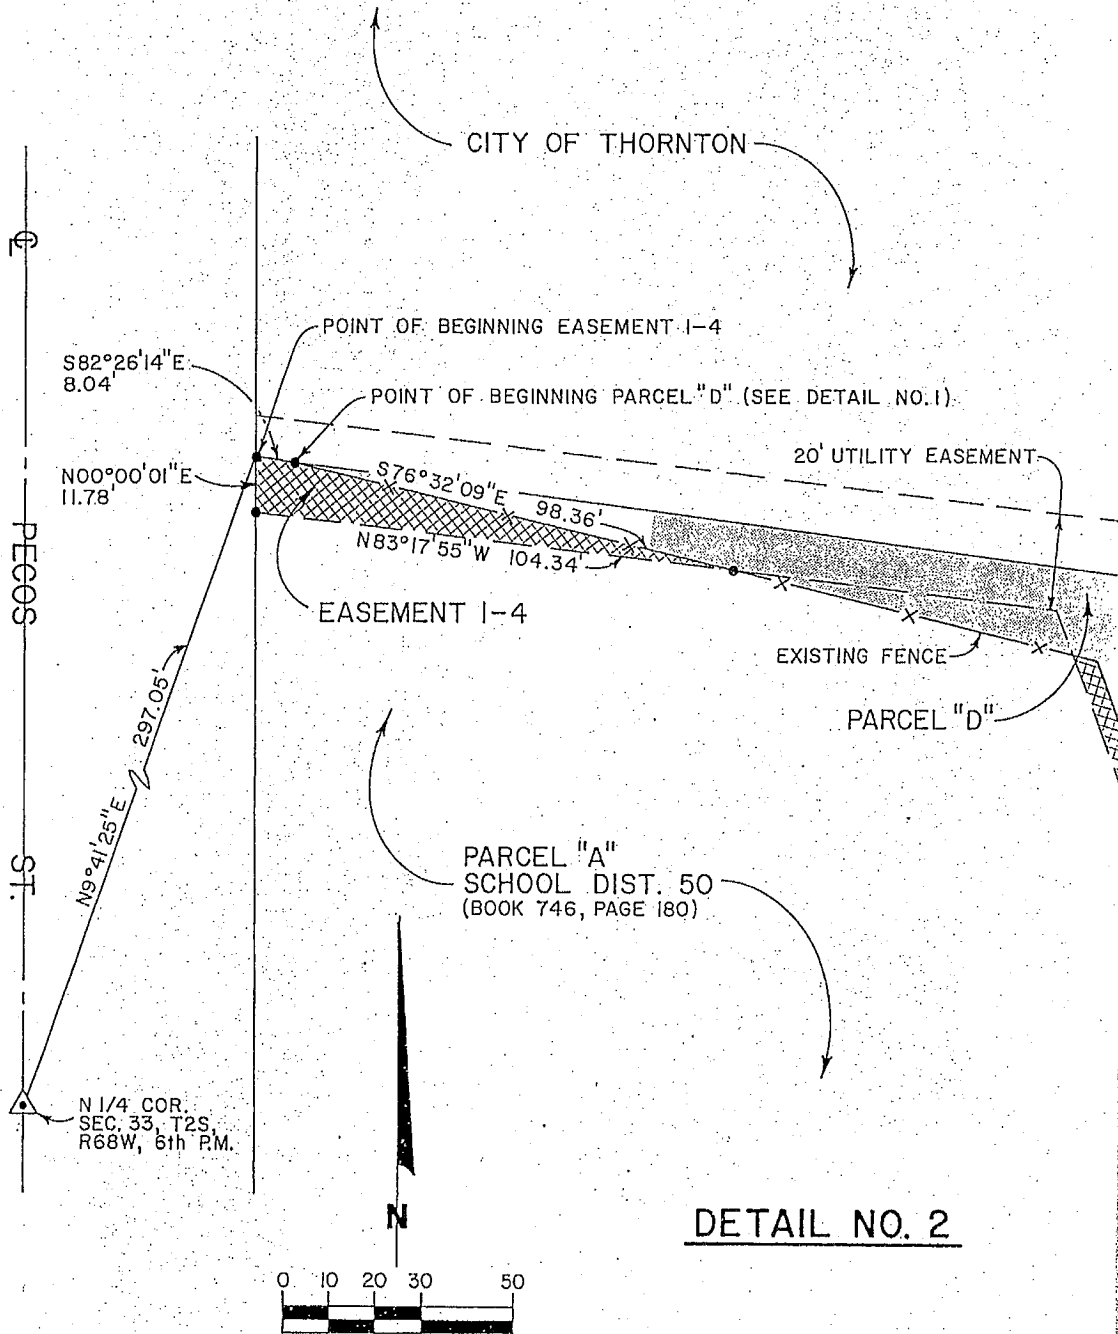 CITY OF THORNTON
℄
POINT OF BEGINNING EASEMENT 1-4
S82°26'14"E
8.04'
POINT OF BEGINNING PARCEL "D" (SEE DETAIL NO.1)
20' UTILITY EASEMENT
N00°00'01"E
11.78'
S76°32'09"E 98.36'
N83°17'55"W 104.34'
EASEMENT 1-4
EXISTING FENCE
PARCEL "D"
PECOS ST.
N9°41'25"E 297.05'
PARCEL "A"
SCHOOL DIST. 50
(BOOK 746, PAGE 180)
N 1/4 COR.
SEC. 33, T2S,
R68W, 6th P.M.
N
DETAIL NO. 2
0 10 20 30 50